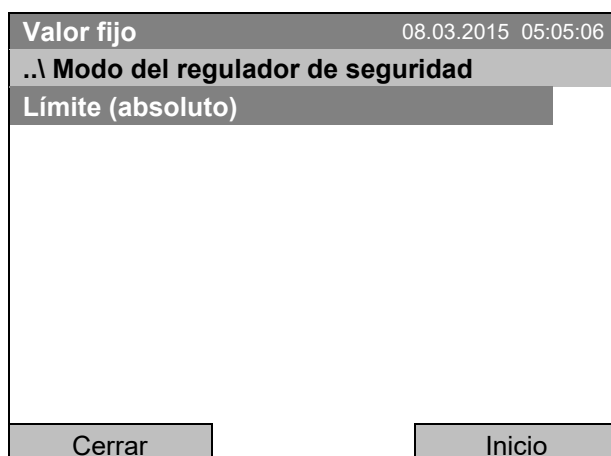 Valor fijo 08.03.2015 05:05:06
..\ Modo del regulador de seguridad
Límite (absoluto)
Cerrar Inicio